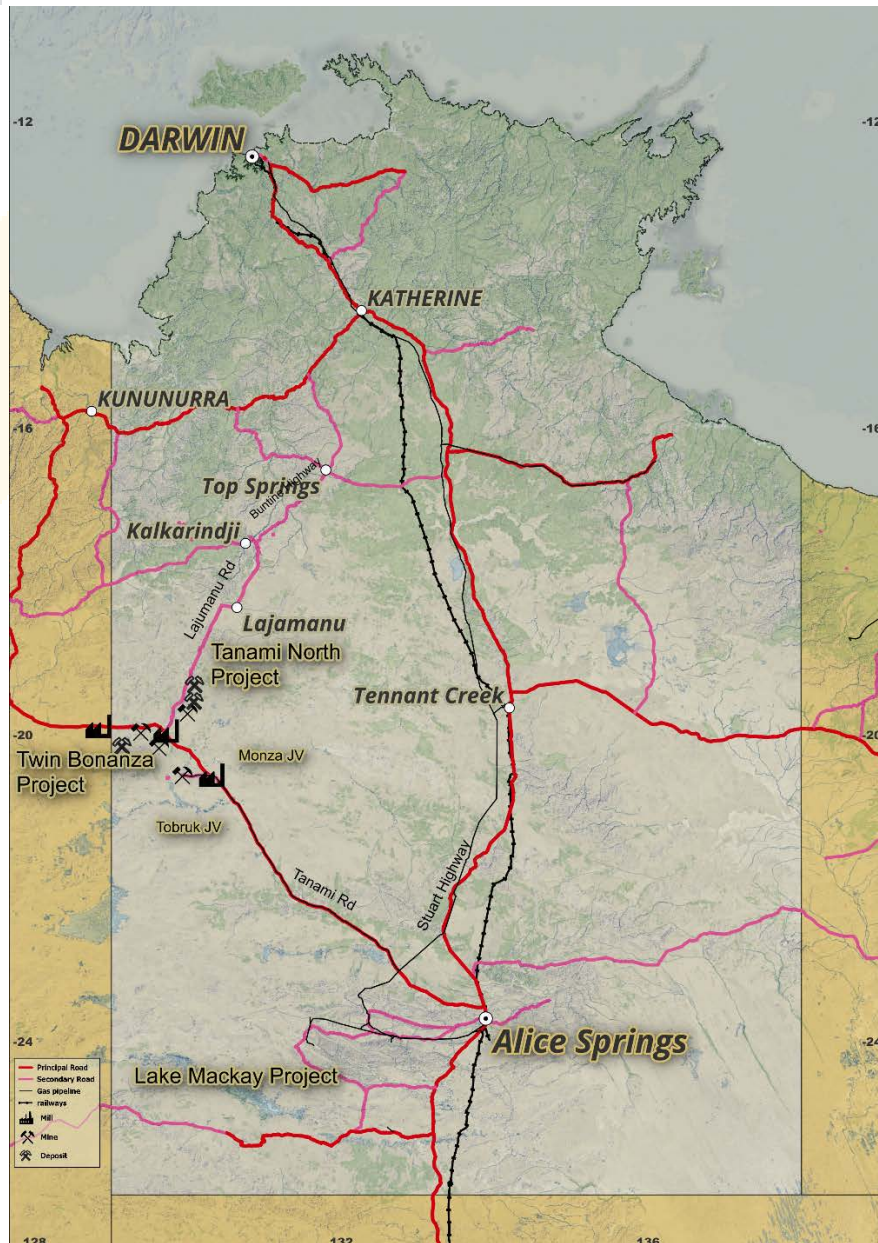 -12
-12
DARWIN
KATHERINE
KUNUNURRA
-16
-16
Top Springs
Bunting Highway
Kalkarindji
Lajumanu Rd
Lajamanu
Tanami North
Project
Tennant Creek
-20
-20
Twin Bonanza
Project
Monza JV
Tobruk JV
Tanami Rd
Stuart Highway
-24
-24
Alice Springs
Lake Mackay Project
Principal Road
Secondary Road
Gas pipeline
railways
Mill
Mine
Deposit
128
132
136